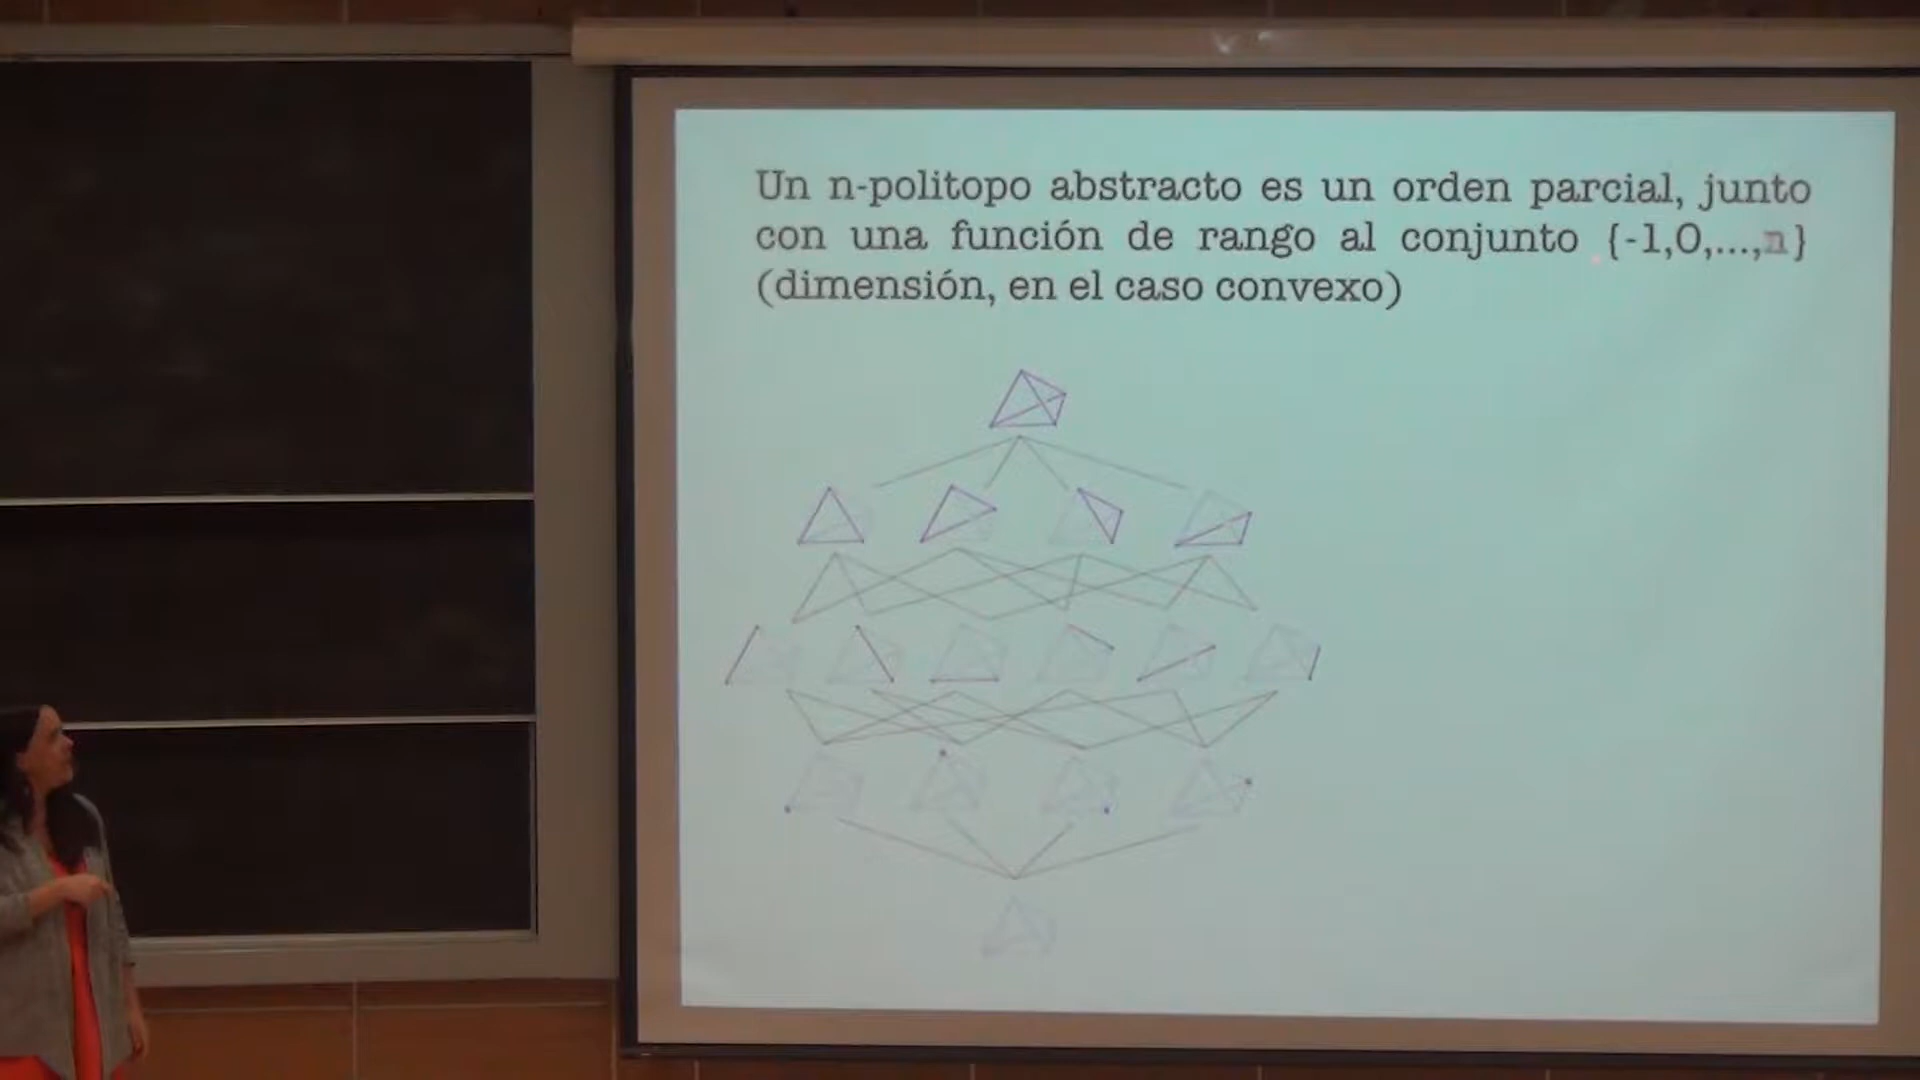 Un n-politopo abstracto es un orden parcial, junto
con una función de rango al conjunto {-1,0,...,n}
(dimensión, en el caso convexo)